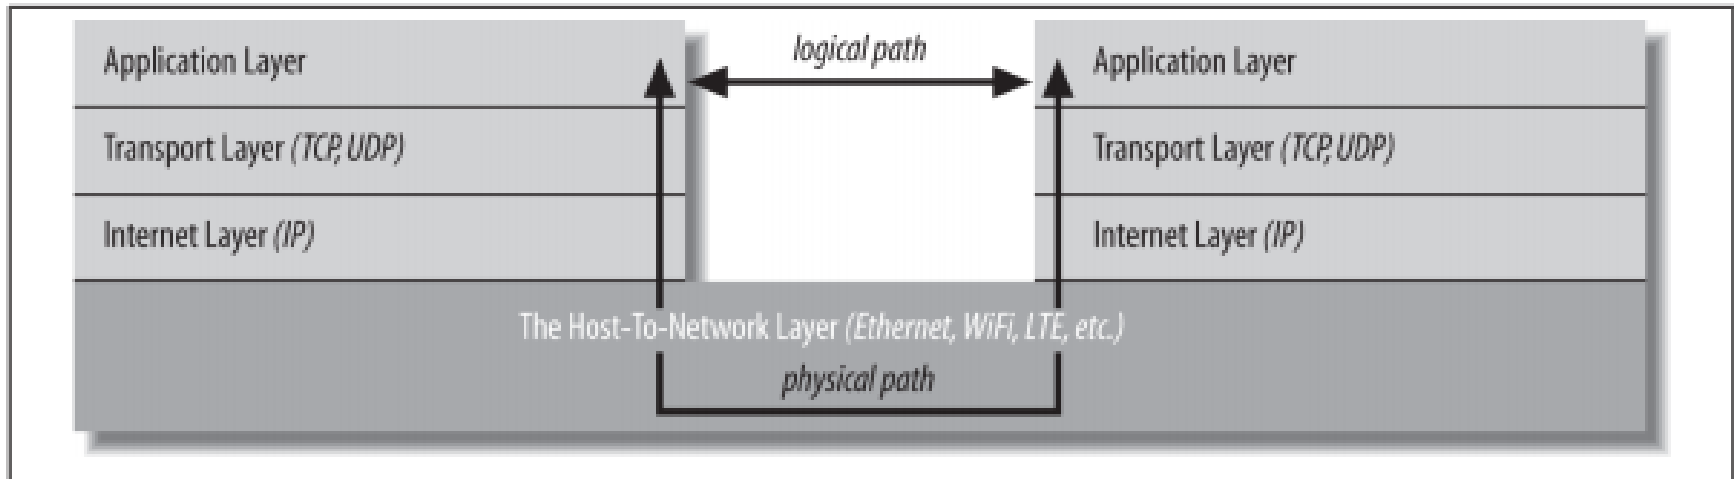 Application Layer
Transport Layer (TCP, UDP)
Internet Layer (IP)
logical path
Application Layer
Transport Layer (TCP, UDP)
Internet Layer (IP)
The Host-To-Network Layer (Ethernet, WiFi, LTE, etc.)
physical path